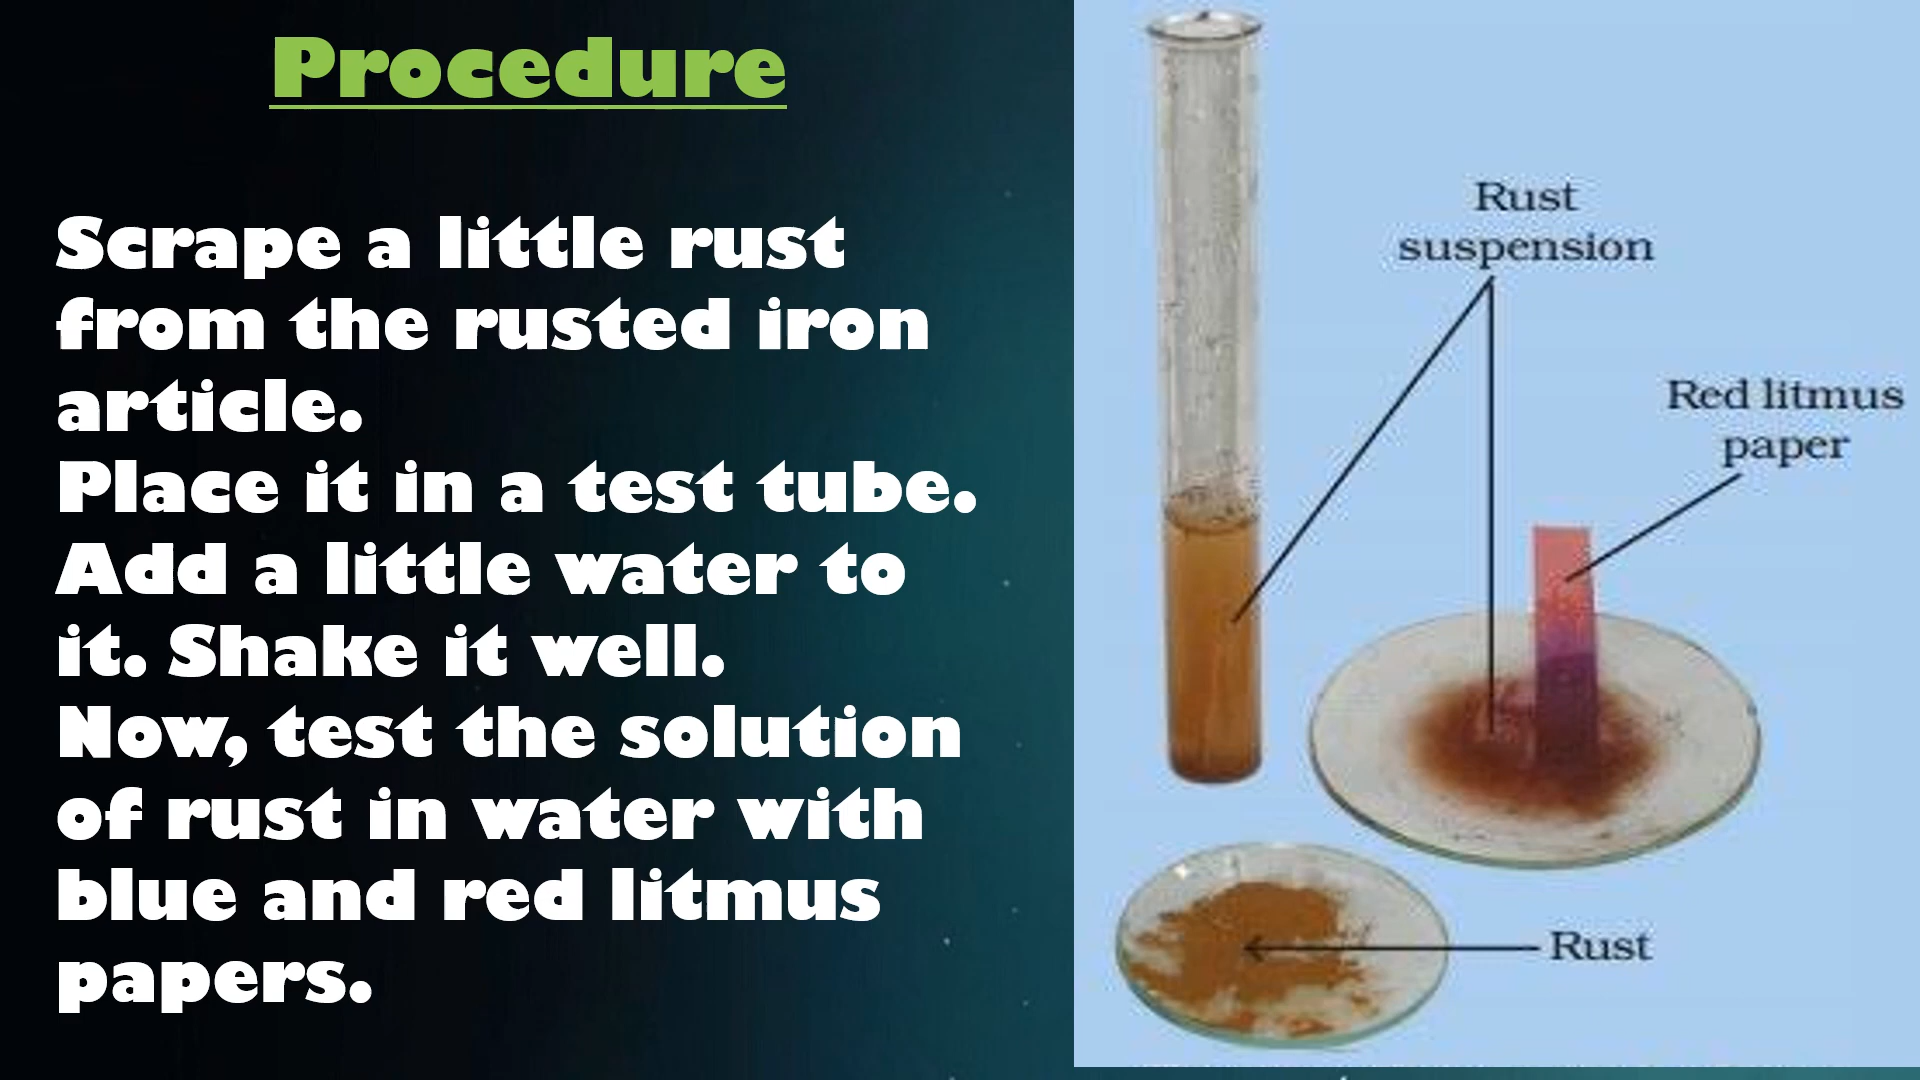 Procedure
Scrape a little rust
from the rusted iron
article.
Place it in a test tube.
Add a little water to
it. Shake it well.
Now, test the solution
of rust in water with
blue and red litmus
papers.
Rust
suspension
Red litmus
paper
Rust